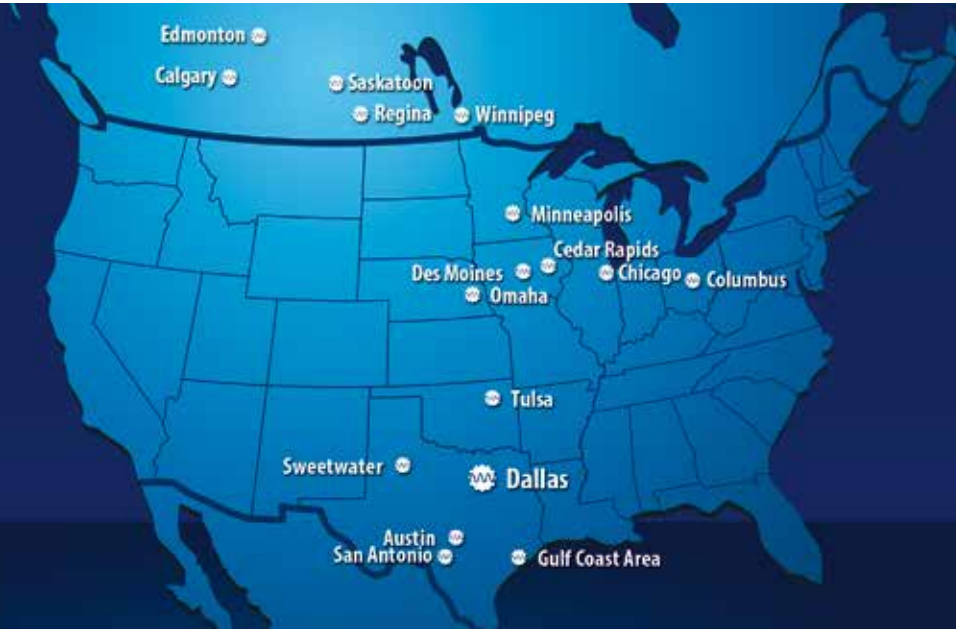 Edmonton
Calgary
Saskatoon
Regina
Winnipeg
Minneapolis
Cedar Rapids
Des Moines
Chicago
Columbus
Omaha
Tulsa
Sweetwater
Dallas
Austin
San Antonio
Gulf Coast Area